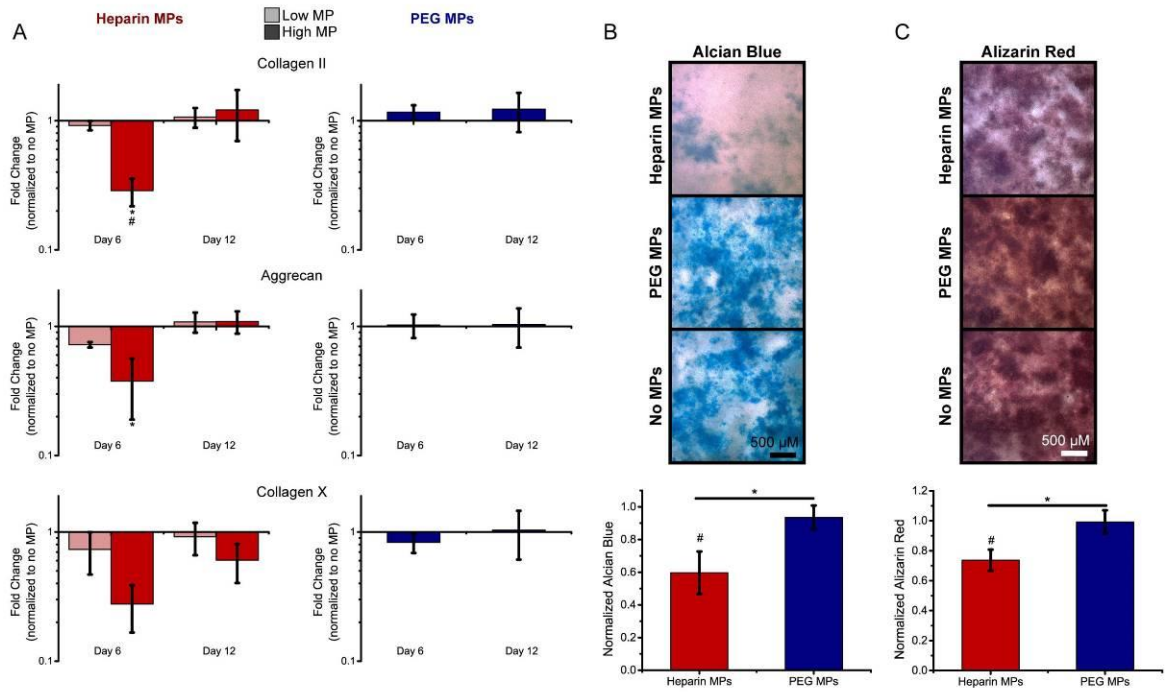 A
Heparin MPs
Low MP
High MP
PEG MPs
Collagen II
Fold Change
(normalized to no MP)
1
0.1
*
#
Day 6
Day 12
Fold Change
(normalized to no MP)
1
0.1
Day 6
Day 12
Aggrecan
Fold Change
(normalized to no MP)
1
0.1
*
Day 6
Day 12
Fold Change
(normalized to no MP)
1
0.1
Day 6
Day 12
Collagen X
Fold Change
(normalized to no MP)
1
0.1
Day 6
Day 12
Fold Change
(normalized to no MP)
1
0.1
Day 6
Day 12
B
Alcian Blue
Heparin MPs
PEG MPs
No MPs
500 µM
Normalized Alcian Blue
1.0
0.8
0.6
0.4
0.2
0.0
#
*
Heparin MPs
PEG MPs
C
Alizarin Red
Heparin MPs
PEG MPs
No MPs
500 µM
Normalized Alizarin Red
1.2
1.0
0.8
0.6
0.4
0.2
0.0
#
*
Heparin MPs
PEG MPs